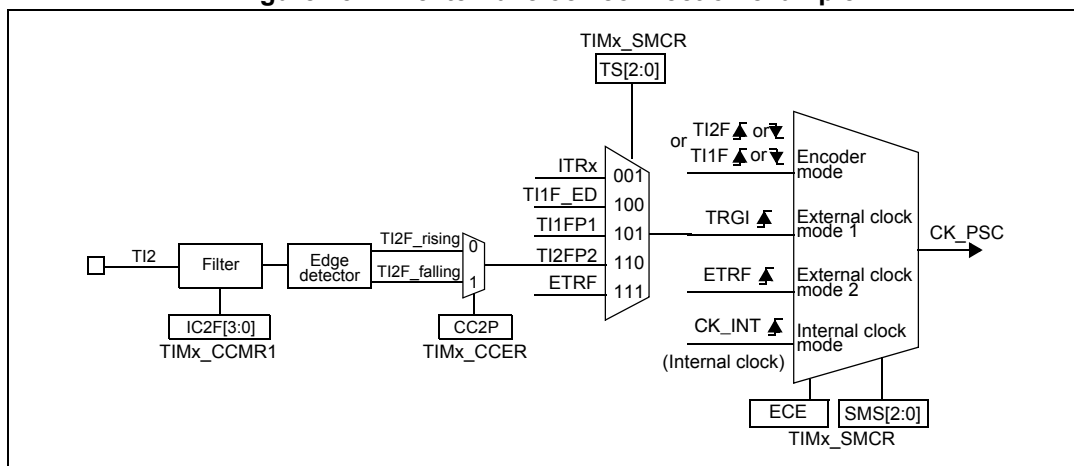 TIMx_SMCR
TS[2:0]
or TI2F or
TI1F or
Encoder
mode
ITRx
001
TI1F_ED
100
TI1FP1
101
TI2FP2
110
ETRF
111
TRGI
External clock
mode 1
CK_PSC
TI2
Filter
Edge
detector
TI2F_rising
0
TI2F_falling
1
ETRF
External clock
mode 2
IC2F[3:0]
TIMx_CCMR1
CC2P
TIMx_CCER
CK_INT
Internal clock
mode
(Internal clock)
ECE
SMS[2:0]
TIMx_SMCR